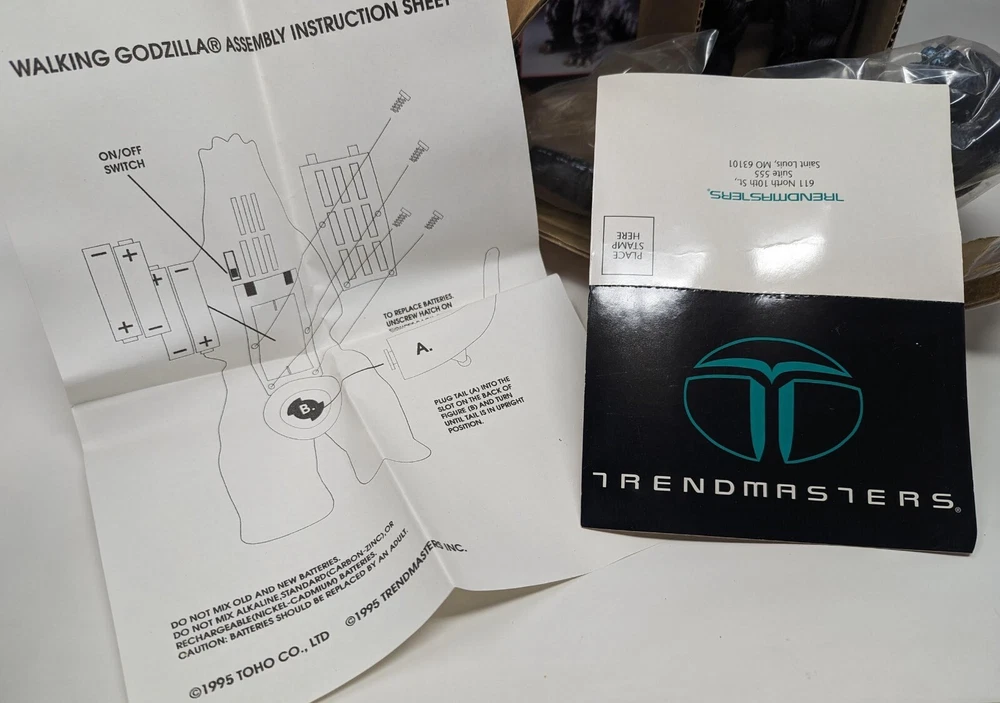 WALKING GODZILLA® ASSEMBLY INSTRUCTION SHEET
ON/OFF
SWITCH
− +
+
+ −
−
− +
TO REPLACE BATTERIES,
UNSCREW HATCH ON
A.
B.
PLUG TAIL (A) INTO THE
SLOT ON THE BACK OF
FIGURE (B) AND TURN
UNTIL TAIL IS IN UPRIGHT
POSITION.
DO NOT MIX OLD AND NEW BATTERIES.
DO NOT MIX ALKALINE,STANDARD(CARBON-ZINC),OR
RECHARGEABLE(NICKEL-CADMIUM) BATTERIES.
CAUTION: BATTERIES SHOULD BE REPLACED BY AN ADULT.
©1995 TOHO CO., LTD ©1995 TRENDMASTERS INC.
TRENDMASTERS,
611 North 10th St.,
Suite 555
Saint Louis, MO 63101
PLACE
STAMP
HERE
TRENDMASTERS®